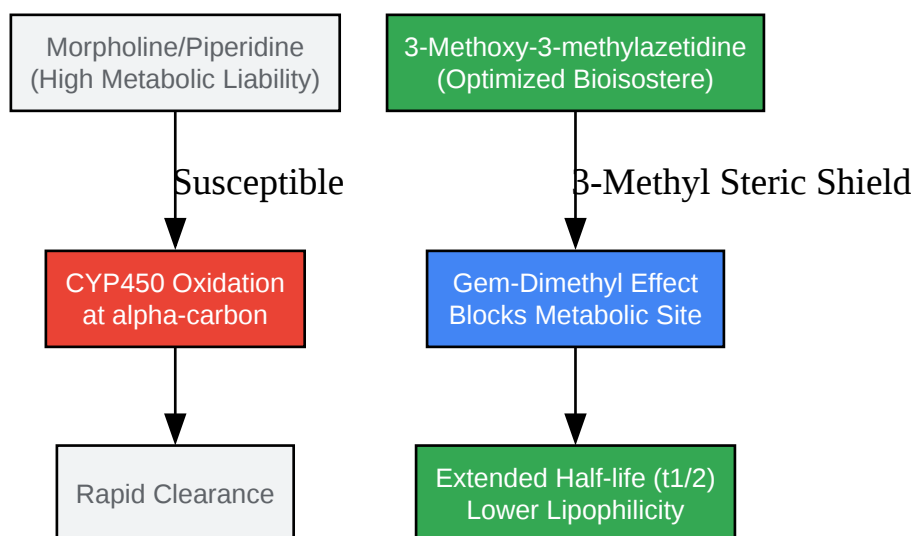 Morpholine/Piperidine
(High Metabolic Liability)
3-Methoxy-3-methylazetidine
(Optimized Bioisostere)
Susceptible
3-Methyl Steric Shield
CYP450 Oxidation
at alpha-carbon
Gem-Dimethyl Effect
Blocks Metabolic Site
Rapid Clearance
Extended Half-life (t1/2)
Lower Lipophilicity